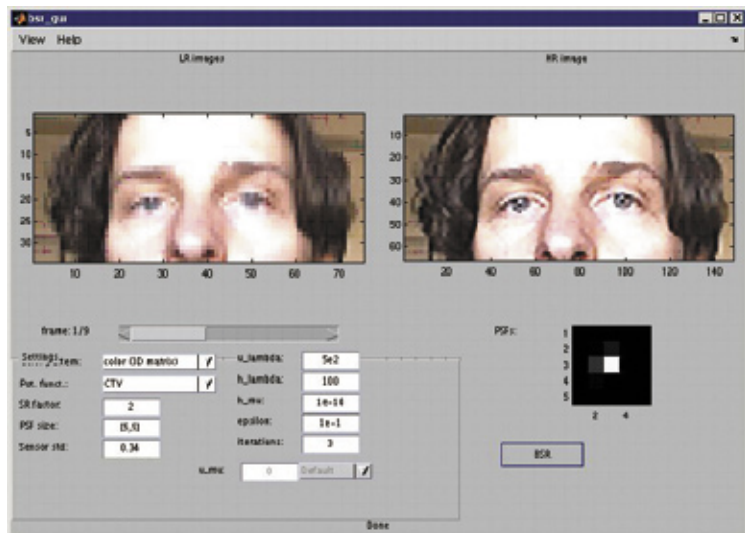 bsr_gui
View Help
LR images
HR image
5
10
15
20
25
30
10 20 30 40 50 60 70
10
20
30
40
50
60
20 40 60 80 100 120 140
frame: 1/9
PSFs:
1
2
3
4
5
2 4
Settings
color (3D matrix)
Pot. funct.: CTV
SR factor: 2
PSF size: [5,5]
Sensor std: 0.34
u_lambda: 5e2
h_lambda: 100
h_mu: 1e-14
epsilon: 1e-1
iterations: 3
u_mu: 0 Default
BSR
Done